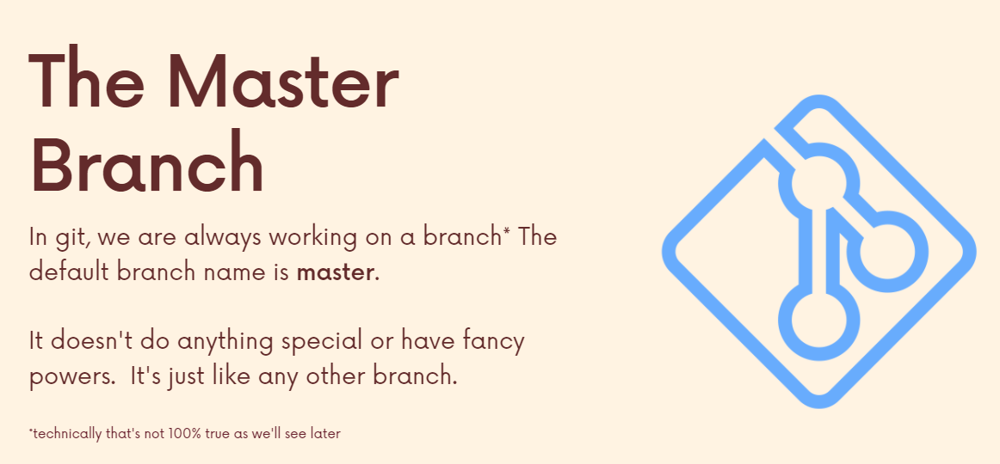 The Master
Branch
In git, we are always working on a branch* The
default branch name is master.
It doesn't do anything special or have fancy
powers.  It's just like any other branch.
*technically that's not 100% true as we'll see later